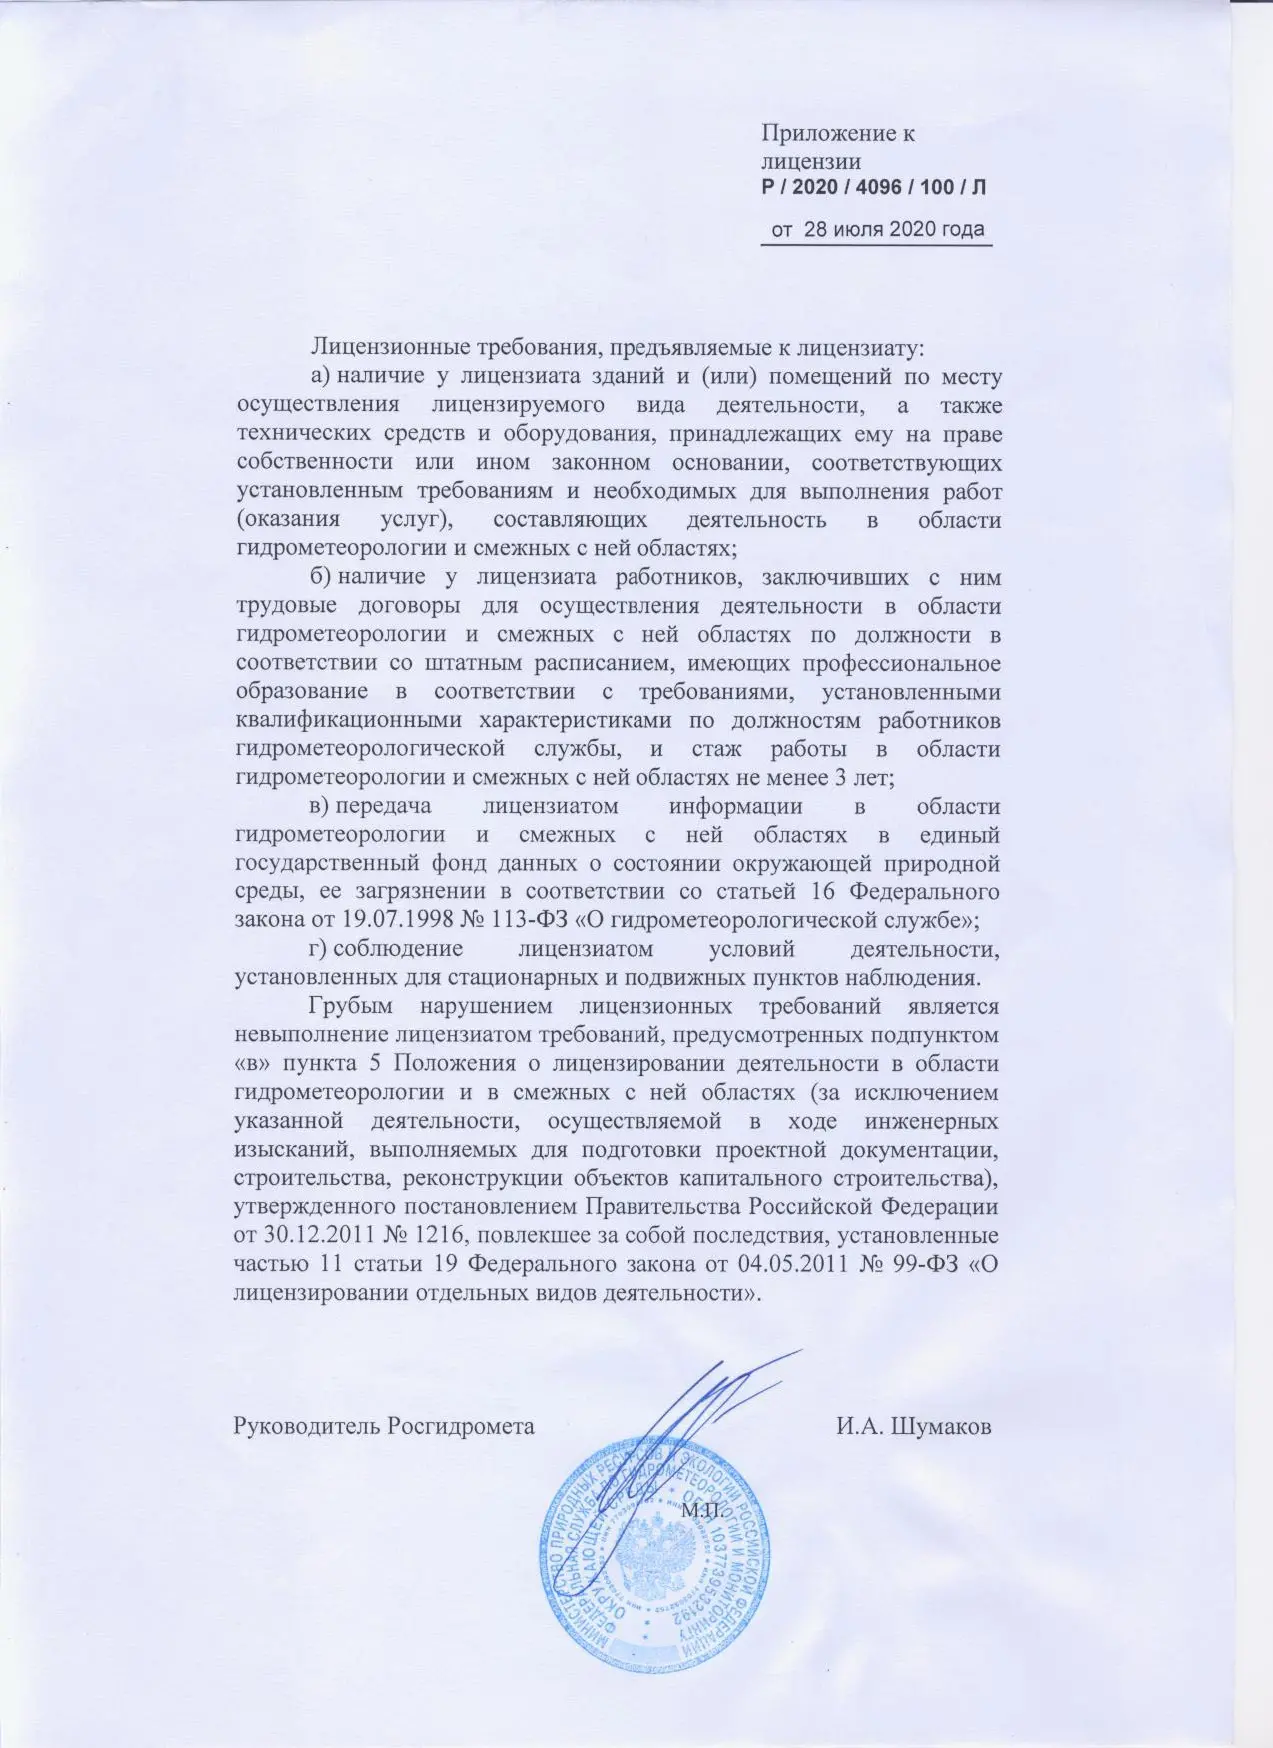 Приложение к
лицензии
Р / 2020 / 4096 / 100 / Л
от 28 июля 2020 года
Лицензионные требования, предъявляемые к лицензиату:
а) наличие у лицензиата зданий и (или) помещений по месту
осуществления лицензируемого вида деятельности, а также
технических средств и оборудования, принадлежащих ему на праве
собственности или ином законном основании, соответствующих
установленным требованиям и необходимых для выполнения работ
(оказания услуг), составляющих деятельность в области
гидрометеорологии и смежных с ней областях;
б) наличие у лицензиата работников, заключивших с ним
трудовые договоры для осуществления деятельности в области
гидрометеорологии и смежных с ней областях по должности в
соответствии со штатным расписанием, имеющих профессиональное
образование в соответствии с требованиями, установленными
квалификационными характеристиками по должностям работников
гидрометеорологической службы, и стаж работы в области
гидрометеорологии и смежных с ней областях не менее 3 лет;
в) передача лицензиатом информации в области
гидрометеорологии и смежных с ней областях в единый
государственный фонд данных о состоянии окружающей природной
среды, ее загрязнении в соответствии со статьей 16 Федерального
закона от 19.07.1998 № 113-ФЗ «О гидрометеорологической службе»;
г) соблюдение лицензиатом условий деятельности,
установленных для стационарных и подвижных пунктов наблюдения.
Грубым нарушением лицензионных требований является
невыполнение лицензиатом требований, предусмотренных подпунктом
«в» пункта 5 Положения о лицензировании деятельности в области
гидрометеорологии и в смежных с ней областях (за исключением
указанной деятельности, осуществляемой в ходе инженерных
изысканий, выполняемых для подготовки проектной документации,
строительства, реконструкции объектов капитального строительства),
утвержденного постановлением Правительства Российской Федерации
от 30.12.2011 № 1216, повлекшее за собой последствия, установленные
частью 11 статьи 19 Федерального закона от 04.05.2011 № 99-ФЗ «О
лицензировании отдельных видов деятельности».
Руководитель Росгидромета И.А. Шумаков
М.П.
МИНИСТЕРСТВО ПРИРОДНЫХ РЕСУРСОВ И ЭКОЛОГИИ РОССИЙСКОЙ ФЕДЕРАЦИИ
ФЕДЕРАЛЬНАЯ СЛУЖБА ПО ГИДРОМЕТЕОРОЛОГИИ И МОНИТОРИНГУ
ОКРУЖАЮЩЕЙ СРЕДЫ * ОГРН 1037739532192